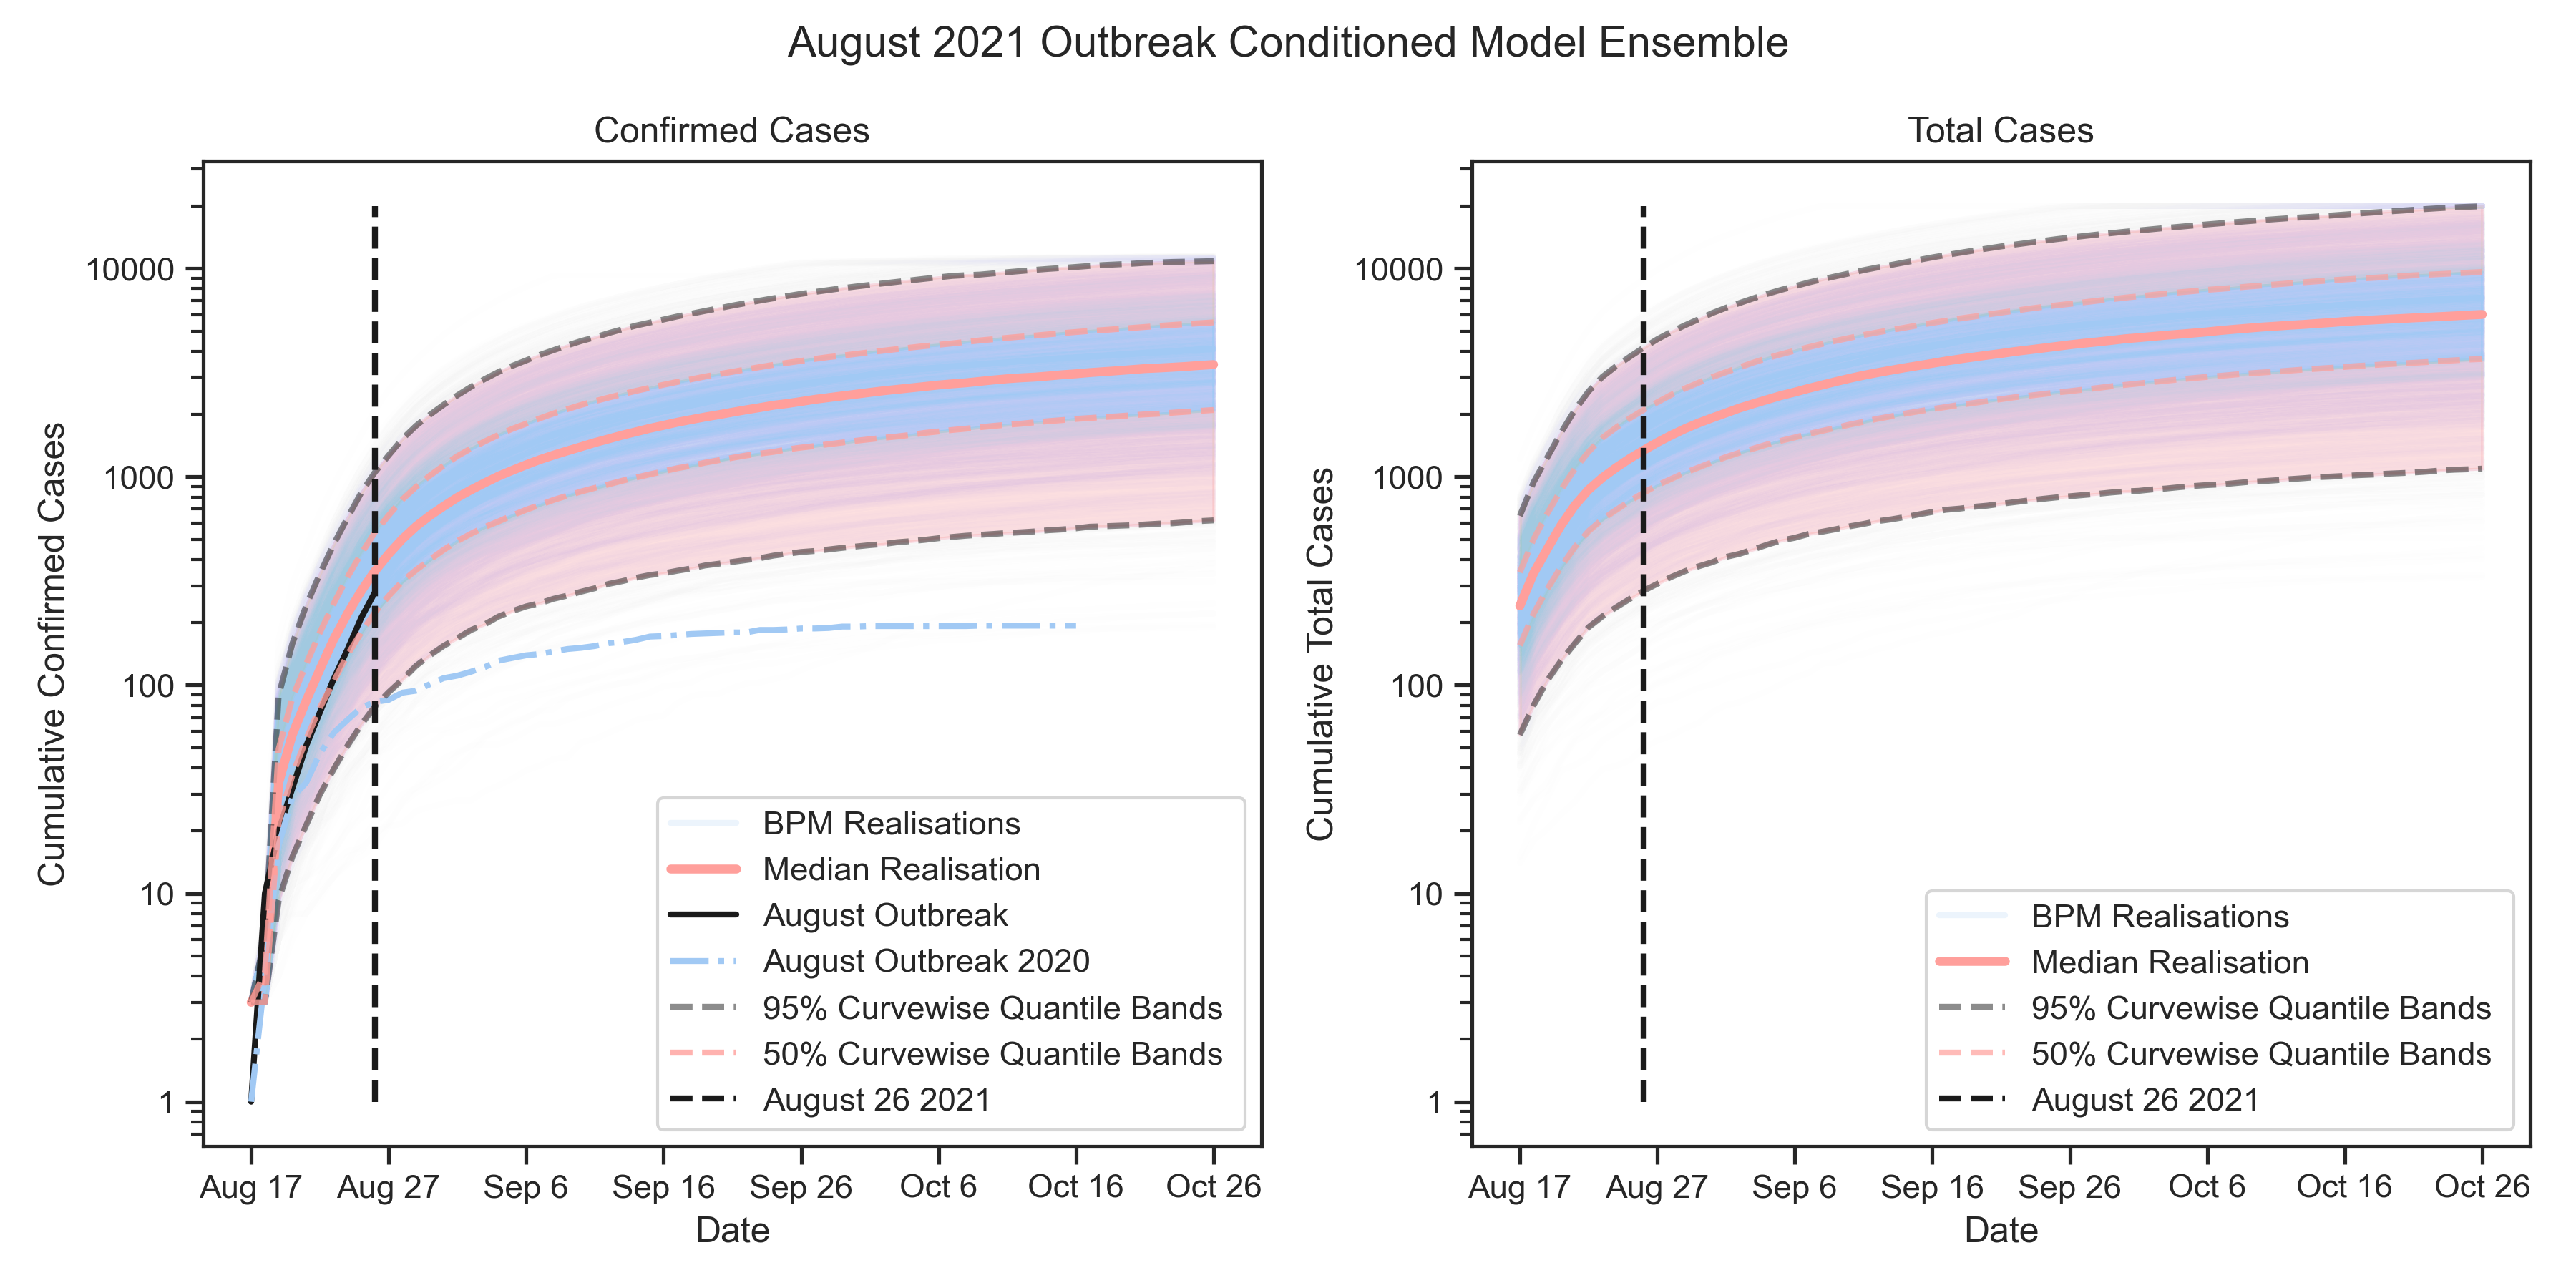 August 2021 Outbreak Conditioned Model Ensemble
Confirmed Cases
Cumulative Confirmed Cases
10000
1000
100
10
1
Aug 17
Aug 27
Sep 6
Sep 16
Sep 26
Oct 6
Oct 16
Oct 26
Date
BPM Realisations
Median Realisation
August Outbreak
August Outbreak 2020
95% Curvewise Quantile Bands
50% Curvewise Quantile Bands
August 26 2021
Total Cases
Cumulative Total Cases
10000
1000
100
10
1
Aug 17
Aug 27
Sep 6
Sep 16
Sep 26
Oct 6
Oct 16
Oct 26
Date
BPM Realisations
Median Realisation
95% Curvewise Quantile Bands
50% Curvewise Quantile Bands
August 26 2021